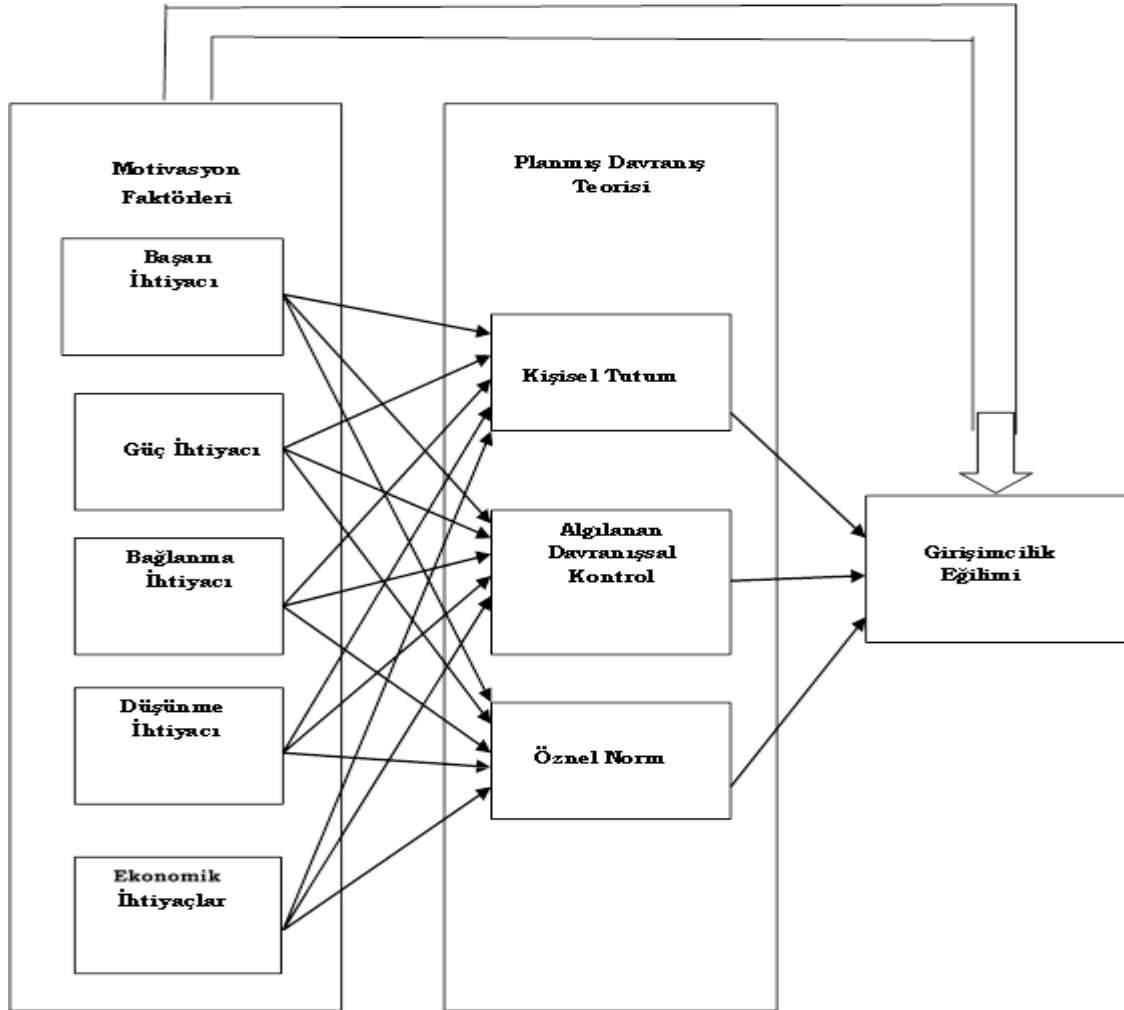 Motivasyon
Faktörleri
Başarı
İhtiyacı
Güç İhtiyacı
Bağlanma
İhtiyacı
Düşünme
İhtiyacı
Ekonomik
İhtiyaçlar
Planmış Davranış
Teorisi
Kişisel Tutum
Algılanan
Davranışsal
Kontrol
Öznel Norm
Girişimcilik
Eğilimi